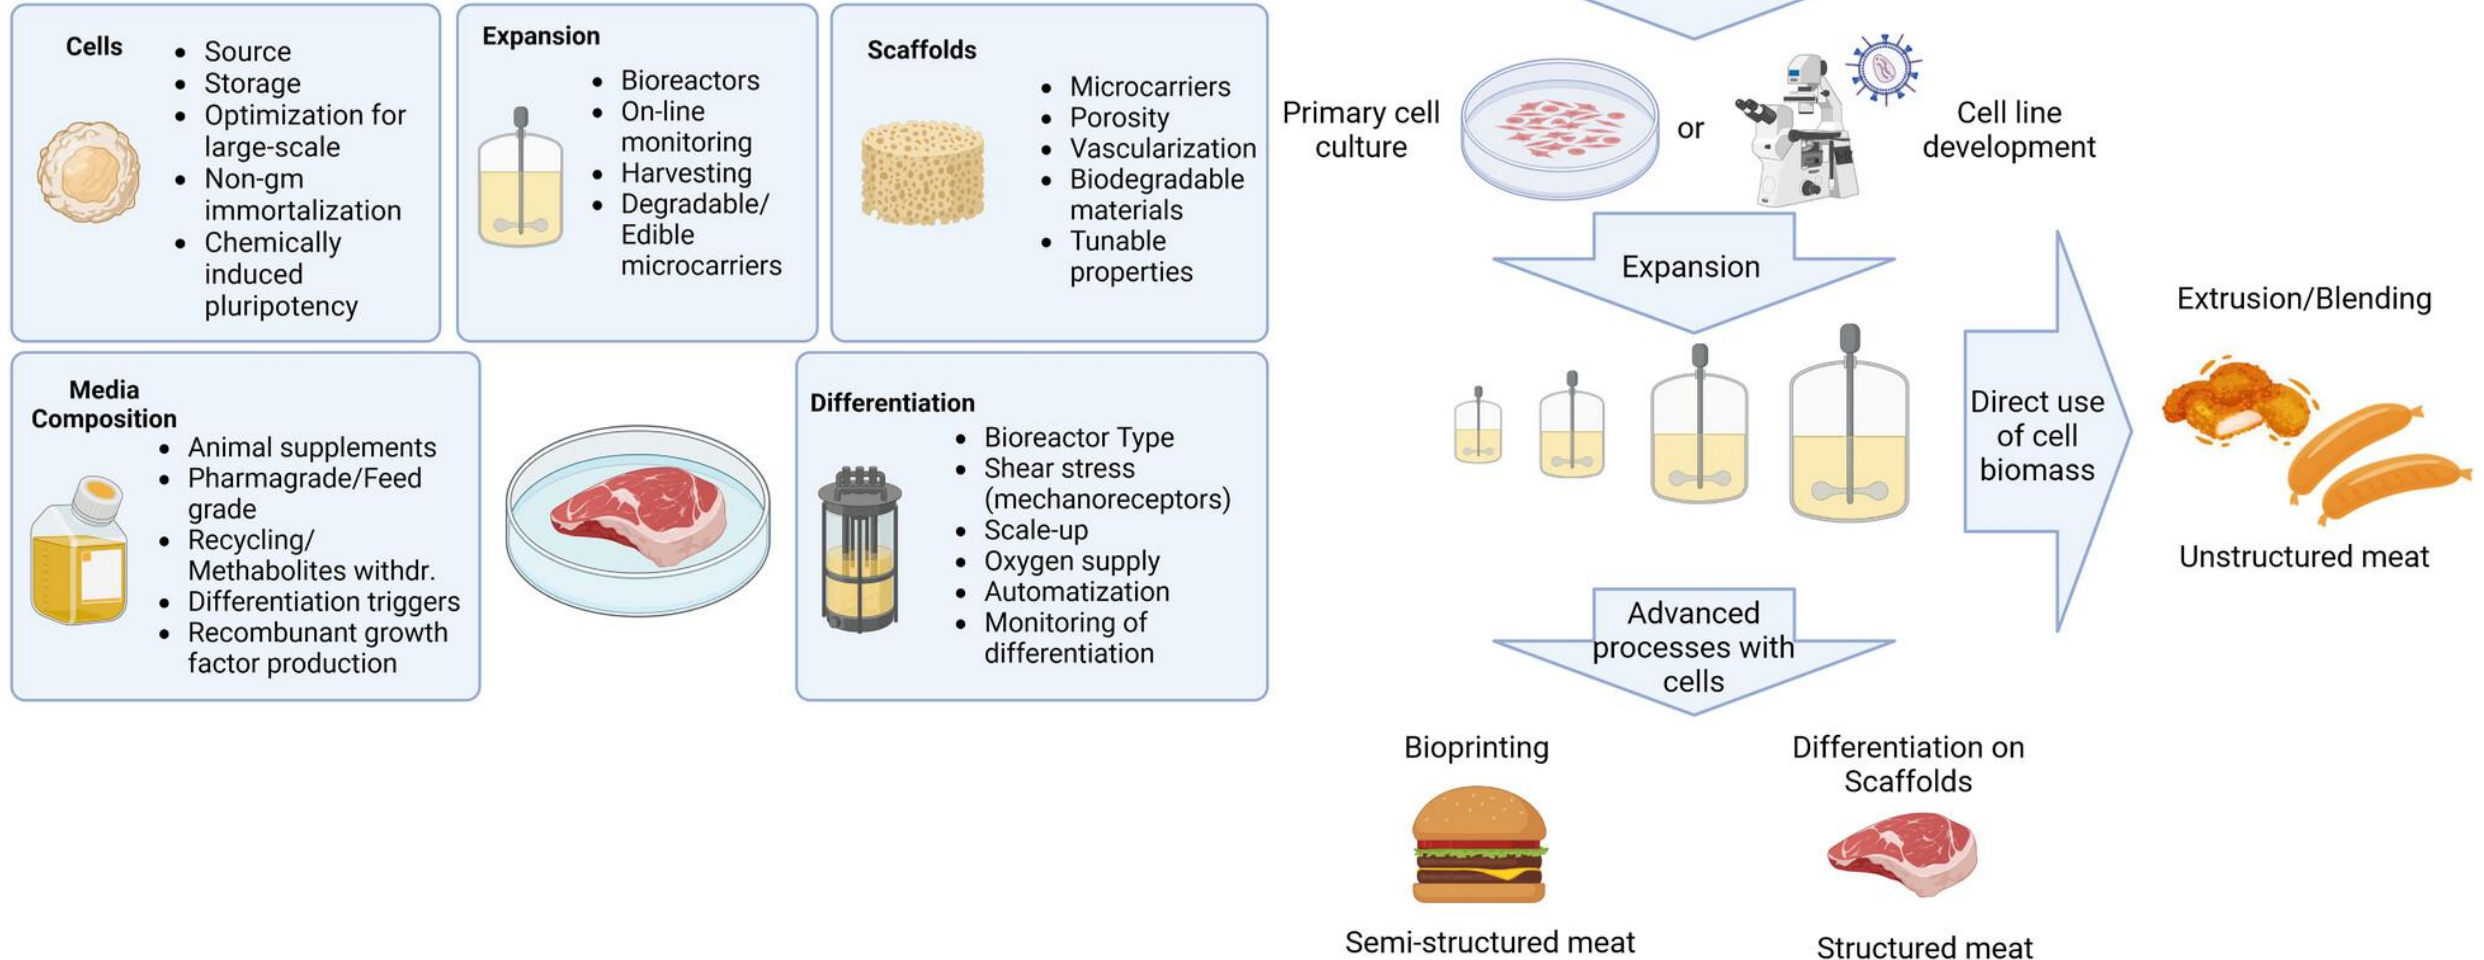 Cells
• Source
• Storage
• Optimization for
large-scale
• Non-gm
immortalization
• Chemically
induced
pluripotency
Expansion
• Bioreactors
• On-line
monitoring
• Harvesting
• Degradable/
Edible
microcarriers
Scaffolds
• Microcarriers
• Porosity
• Vascularization
• Biodegradable
materials
• Tunable
properties
Media
Composition
• Animal supplements
• Pharmagrade/Feed
grade
• Recycling/
Methabolites withdr.
• Differentiation triggers
• Recombunant growth
factor production
Differentiation
• Bioreactor Type
• Shear stress
(mechanoreceptors)
• Scale-up
• Oxygen supply
• Automatization
• Monitoring of
differentiation
Primary cell
culture
or
Cell line
development
Expansion
Direct use
of cell
biomass
Extrusion/Blending
Unstructured meat
Advanced
processes with
cells
Bioprinting
Semi-structured meat
Differentiation on
Scaffolds
Structured meat